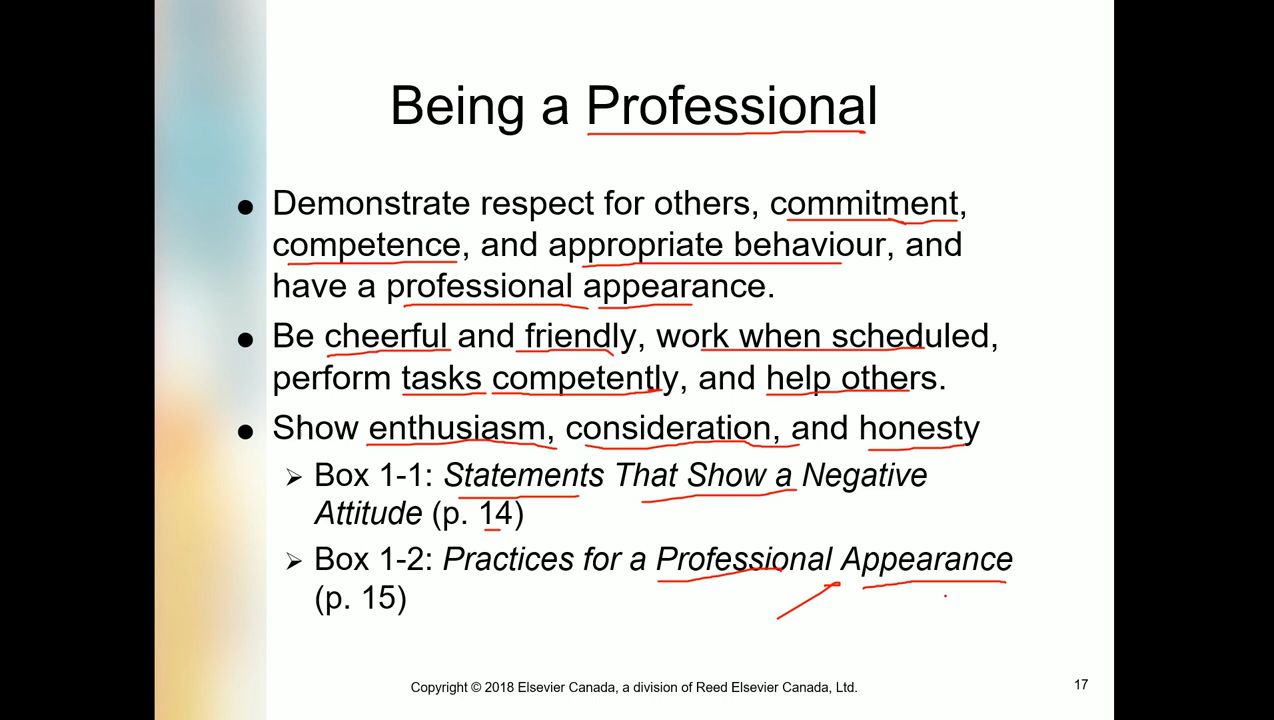 Being a Professional
● Demonstrate respect for others, commitment,
competence, and appropriate behaviour, and
have a professional appearance.
● Be cheerful and friendly, work when scheduled,
perform tasks competently, and help others.
● Show enthusiasm, consideration, and honesty
➢ Box 1-1: Statements That Show a Negative
Attitude (p. 14)
➢ Box 1-2: Practices for a Professional Appearance
(p. 15)
Copyright © 2018 Elsevier Canada, a division of Reed Elsevier Canada, Ltd.
17